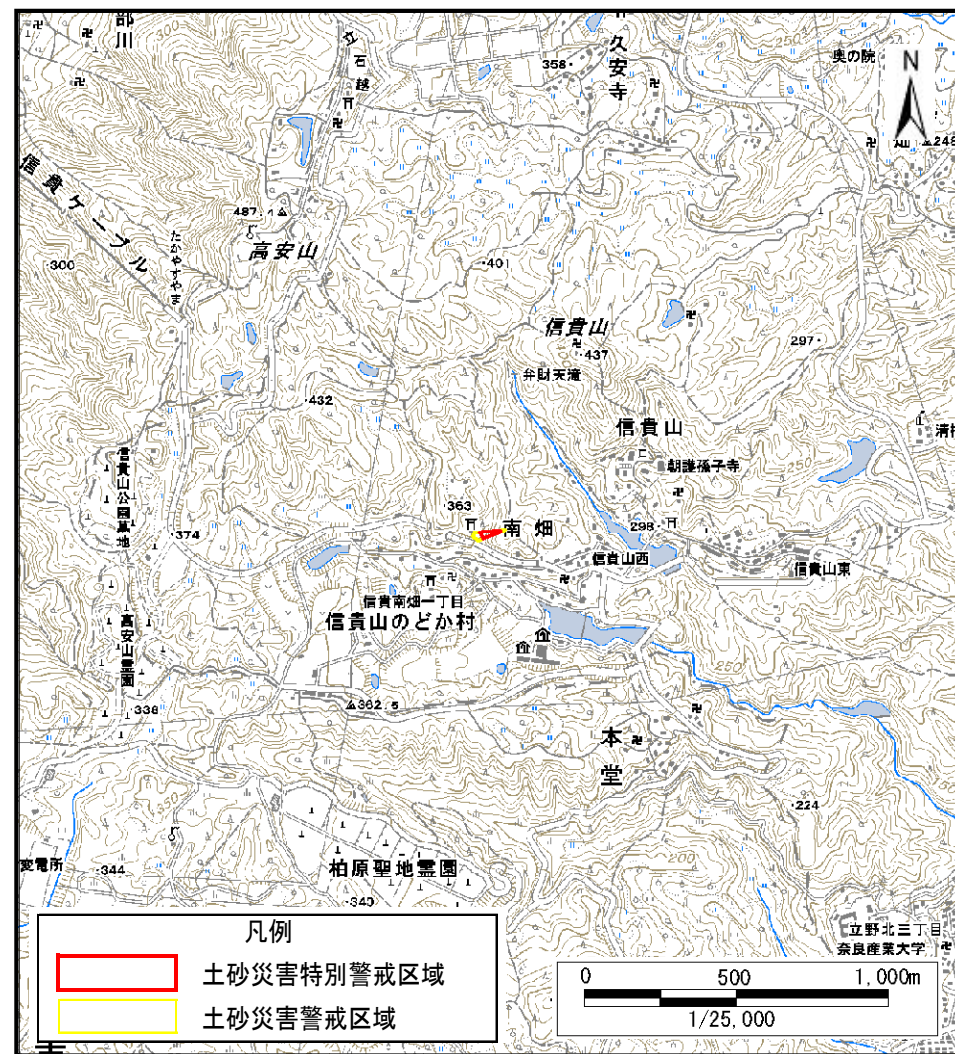 部川
石越
久安寺
358
奥の院
N
畑
248
信貴ケーブル
たかやすやま
487.4
高安山
300
401
信貴山
437
297
弁財天滝
432
信貴山
清
朝護孫子寺
信貴山公園墓地
363
374
南畑
298
信貴山西
信貴山東
信貴南畑一丁目
信貴山のどか村
高安山霊園
338
362.5
250
本堂
224
200
変電所
344
柏原聖地霊園
340
立野北三丁目
奈良産業大学
凡例
土砂災害特別警戒区域
土砂災害警戒区域
0 500 1,000m
1/25,000